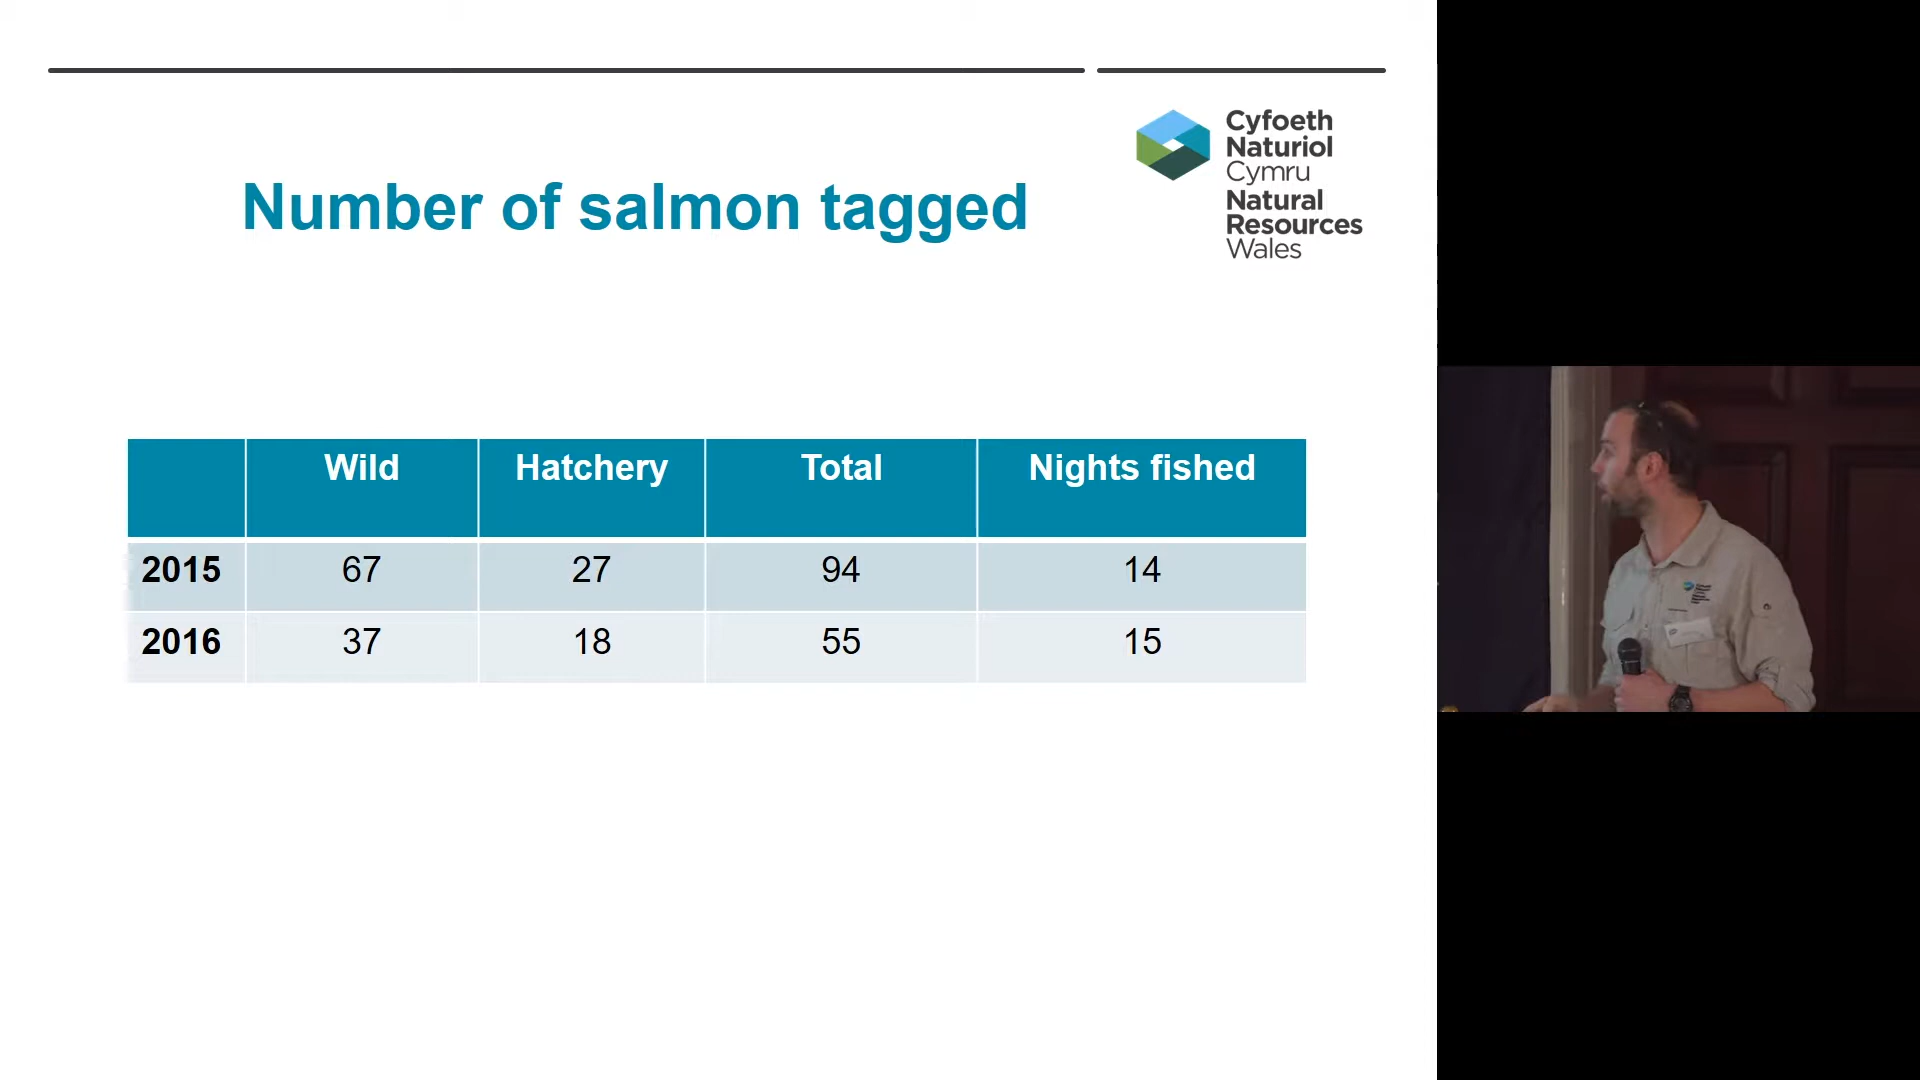 Cyfoeth
Naturiol
Cymru
Natural
Resources
Wales
Number of salmon tagged
Wild Hatchery Total Nights fished
2015 67 27 94 14
2016 37 18 55 15